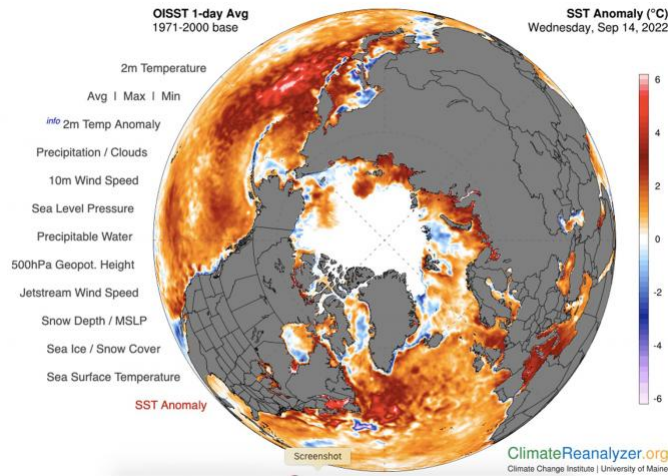 OISST 1-day Avg
1971-2000 base
SST Anomaly (°C)
Wednesday, Sep 14, 2022
2m Temperature
Avg | Max | Min
info 2m Temp Anomaly
Precipitation / Clouds
10m Wind Speed
Sea Level Pressure
Precipitable Water
500hPa Geopot. Height
Jetstream Wind Speed
Snow Depth / MSLP
Sea Ice / Snow Cover
Sea Surface Temperature
SST Anomaly
6
4
2
0
-2
-4
-6
Screenshot
ClimateReanalyzer.org
Climate Change Institute | University of Maine